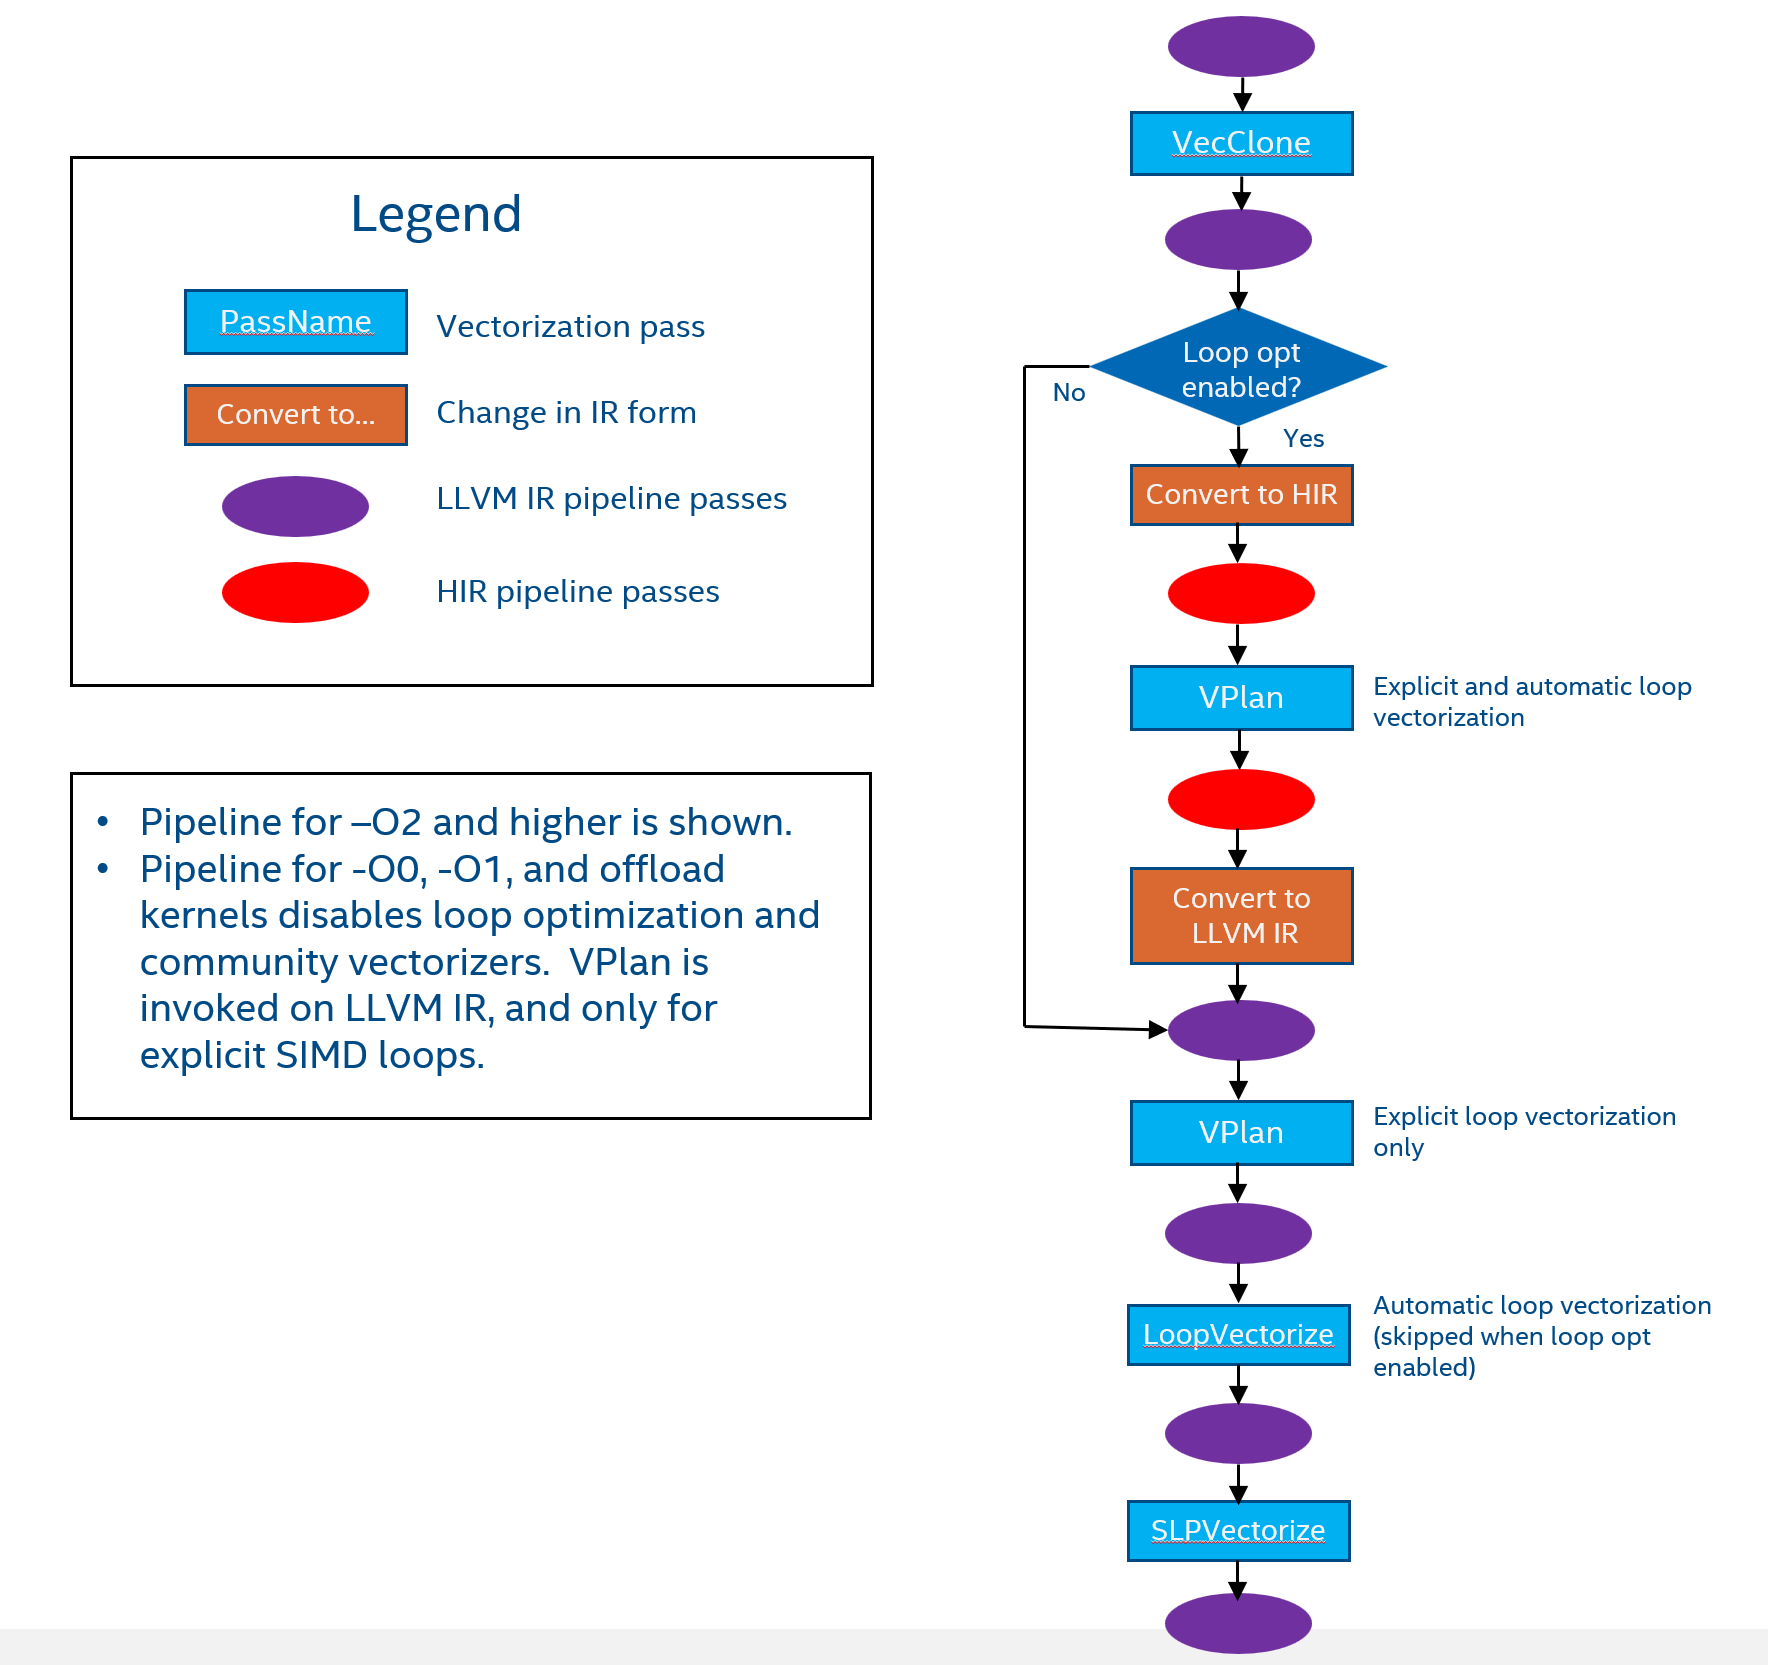 Legend
PassName
Vectorization pass
Convert to...
Change in IR form
LLVM IR pipeline passes
HIR pipeline passes
• Pipeline for –O2 and higher is shown.
• Pipeline for -O0, -O1, and offload
kernels disables loop optimization and
community vectorizers.  VPlan is
invoked on LLVM IR, and only for
explicit SIMD loops.
VecClone
Loop opt
enabled?
No
Yes
Convert to HIR
VPlan
Explicit and automatic loop
vectorization
Convert to
LLVM IR
VPlan
Explicit loop vectorization
only
LoopVectorize
Automatic loop vectorization
(skipped when loop opt
enabled)
SLPVectorize